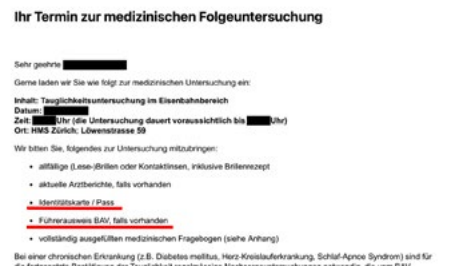 Ihr Termin zur medizinischen Folgeuntersuchung
Sehr geehrte
Gerne laden wir Sie wie folgt zur medizinischen Untersuchung ein:
Inhalt: Tauglichkeitsuntersuchung im Eisenbahnbereich
Datum:
Zeit: Uhr (die Untersuchung dauert voraussichtlich bis Uhr)
Ort: HMS Zürich: Löwenstrasse 59
Wir bitten Sie, folgendes zur Untersuchung mitzubringen:
• allfällige (Lese-)Brillen oder Kontaktlinsen, inklusive Brillenrezept
• aktuelle Arztberichte, falls vorhanden
• Identitätskarte / Pass
• Führerausweis BAV, falls vorhanden
• vollständig ausgefüllten medizinischen Fragebogen (siehe Anhang)
Bei einer chronischen Erkrankung (z.B. Diabetes mellitus, Herz-Kreislauferkrankung, Schlaf-Apnoe Syndrom) sind für